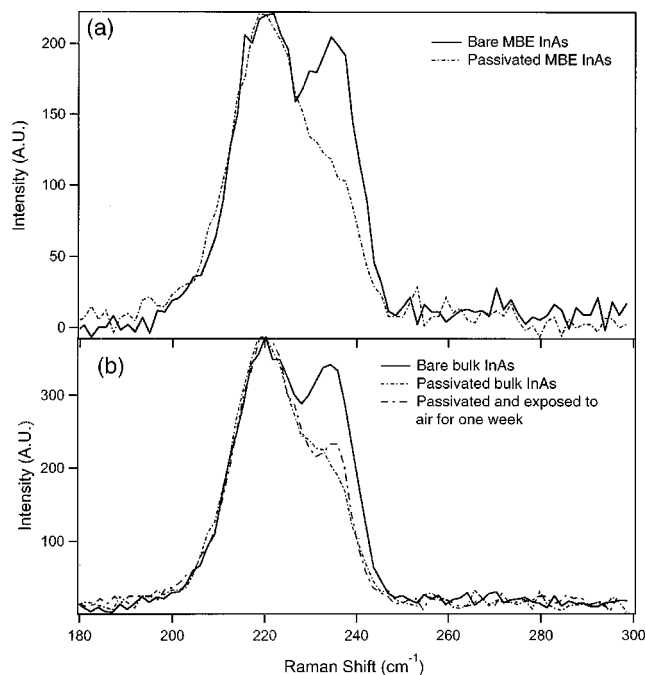 (a)
Bare MBE InAs
Passivated MBE InAs
Intensity (A.U.)
200
150
100
50
0
(b)
Bare bulk InAs
Passivated bulk InAs
Passivated and exposed to
air for one week
Intensity (A.U.)
300
200
100
180
200
220
240
260
280
300
Raman Shift (cm⁻¹)